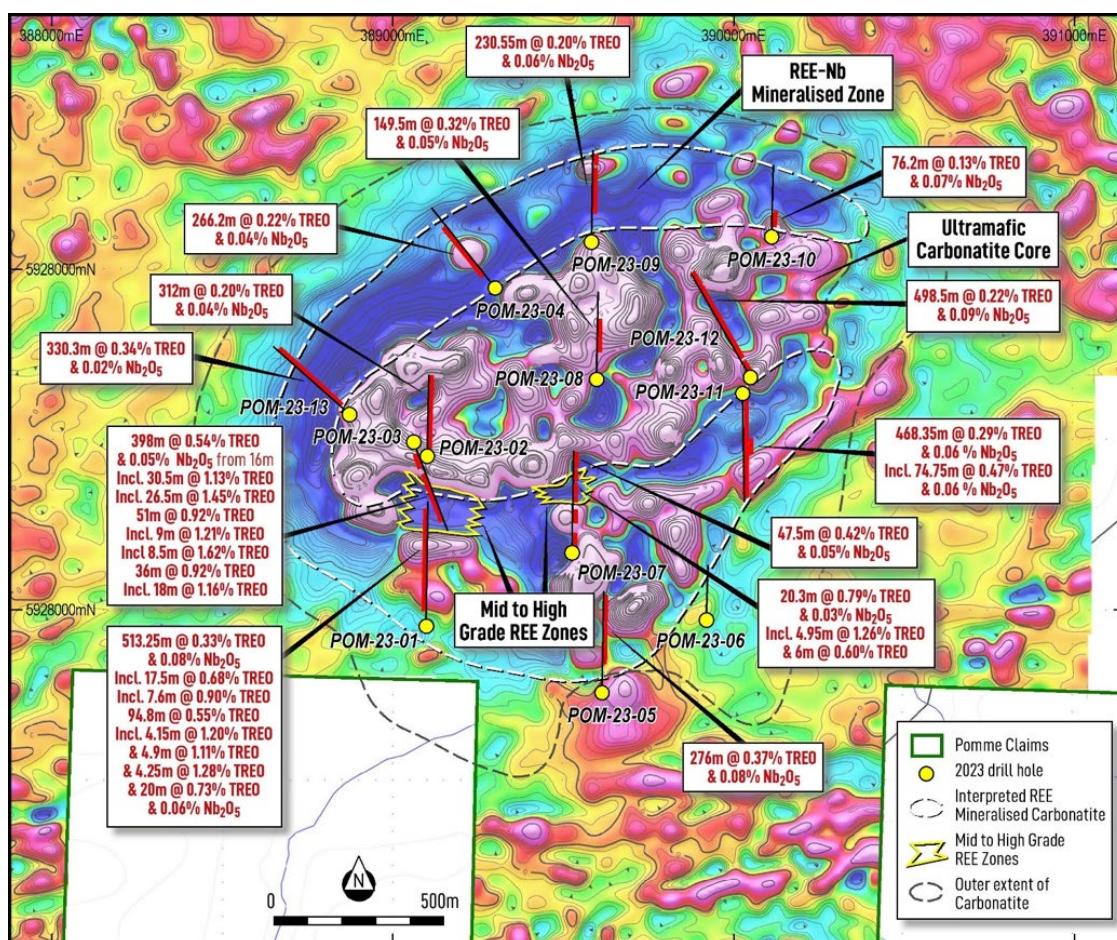 388000mE
389000mE
390000mE
391000mE
230.55m @ 0.20% TREO
& 0.06% Nb₂O₅
REE-Nb
Mineralised Zone
149.5m @ 0.32% TREO
& 0.05% Nb₂O₅
76.2m @ 0.13% TREO
& 0.07% Nb₂O₅
266.2m @ 0.22% TREO
& 0.04% Nb₂O₅
Ultramafic
Carbonatite Core
5928000mN
POM-23-09
POM-23-10
POM-23-04
312m @ 0.20% TREO
& 0.04% Nb₂O₅
498.5m @ 0.22% TREO
& 0.09% Nb₂O₅
POM-23-12
330.3m @ 0.34% TREO
& 0.02% Nb₂O₅
POM-23-08
POM-23-11
POM-23-13
POM-23-03
POM-23-02
398m @ 0.54% TREO
& 0.05% Nb₂O₅ from 16m
Incl. 30.5m @ 1.13% TREO
Incl. 26.5m @ 1.45% TREO
51m @ 0.92% TREO
Incl. 9m @ 1.21% TREO
Incl 8.5m @ 1.62% TREO
36m @ 0.92% TREO
Incl. 18m @ 1.16% TREO
468.35m @ 0.29% TREO
& 0.06 % Nb₂O₅
Incl. 74.75m @ 0.47% TREO
& 0.06 % Nb₂O₅
47.5m @ 0.42% TREO
& 0.05% Nb₂O₅
POM-23-07
20.3m @ 0.79% TREO
& 0.03% Nb₂O₅
Incl. 4.95m @ 1.26% TREO
& 6m @ 0.60% TREO
5928000mN
POM-23-01
Mid to High
Grade REE Zones
POM-23-06
513.25m @ 0.33% TREO
& 0.08% Nb₂O₅
Incl. 17.5m @ 0.68% TREO
Incl. 7.6m @ 0.90% TREO
94.8m @ 0.55% TREO
Incl. 4.15m @ 1.20% TREO
& 4.9m @ 1.11% TREO
& 4.25m @ 1.28% TREO
& 20m @ 0.73% TREO
& 0.06% Nb₂O₅
POM-23-05
276m @ 0.37% TREO
& 0.08% Nb₂O₅
Pomme Claims
2023 drill hole
Interpreted REE
Mineralised Carbonatite
Mid to High Grade
REE Zones
Outer extent of
Carbonatite
N
0
500m